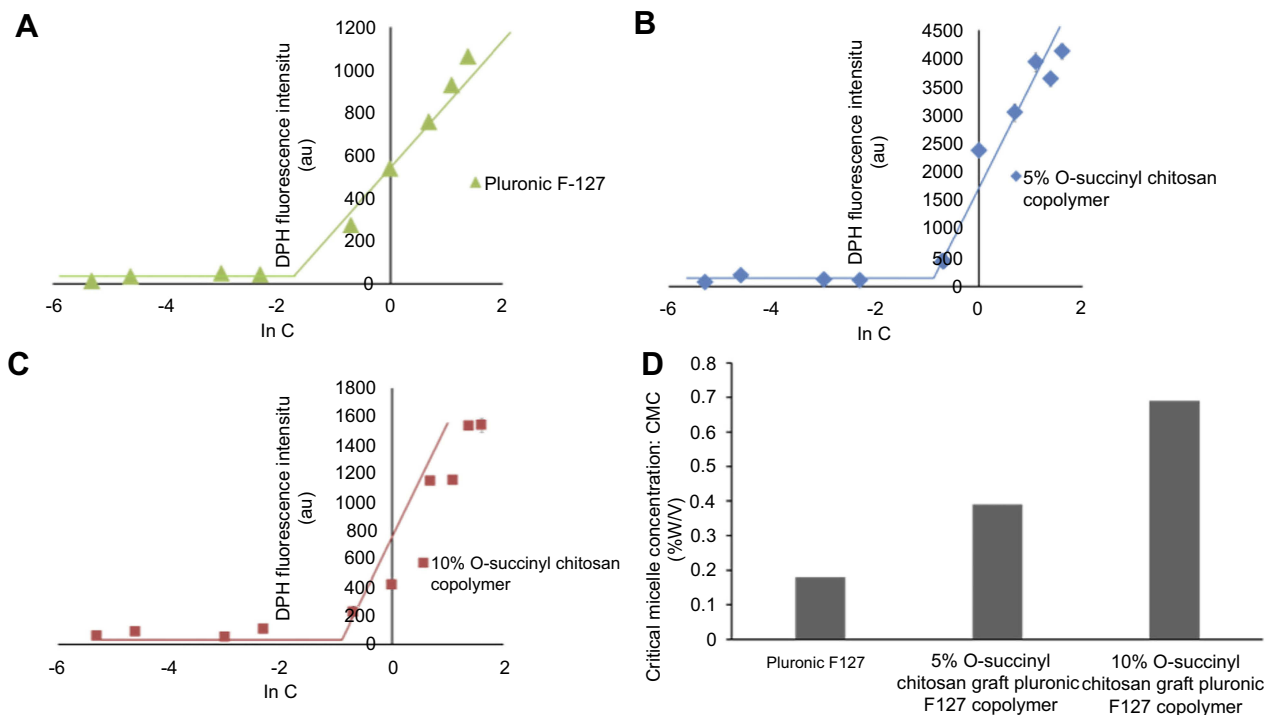 A
1200
1000
800
600
400
200
0
DPH fluorescence intensitu
(au)
Pluronic F-127
-6
-4
-2
0
2
ln C
B
4500
4000
3500
3000
2500
2000
1500
1000
500
0
DPH fluorescence intensitu
(au)
5% O-succinyl chitosan
copolymer
-6
-4
-2
0
2
ln C
C
1800
1600
1400
1200
1000
800
600
400
200
0
DPH fluorescence intensitu
(au)
10% O-succinyl chitosan
copolymer
-6
-4
-2
0
2
ln C
D
Critical micelle concentration: CMC
(%W/V)
0.8
0.7
0.6
0.5
0.4
0.3
0.2
0.1
0
Pluronic F127
5% O-succinyl
chitosan graft pluronic
F127 copolymer
10% O-succinyl
chitosan graft pluronic
F127 copolymer